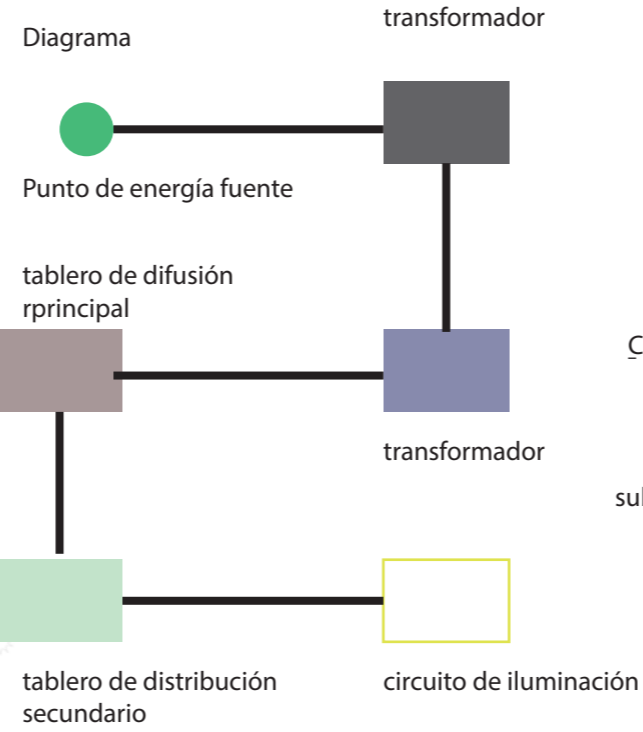 transformador
Diagrama
Punto de energía fuente
tablero de difusión
rprincipal
transformador
tablero de distribución
secundario
circuito de iluminación